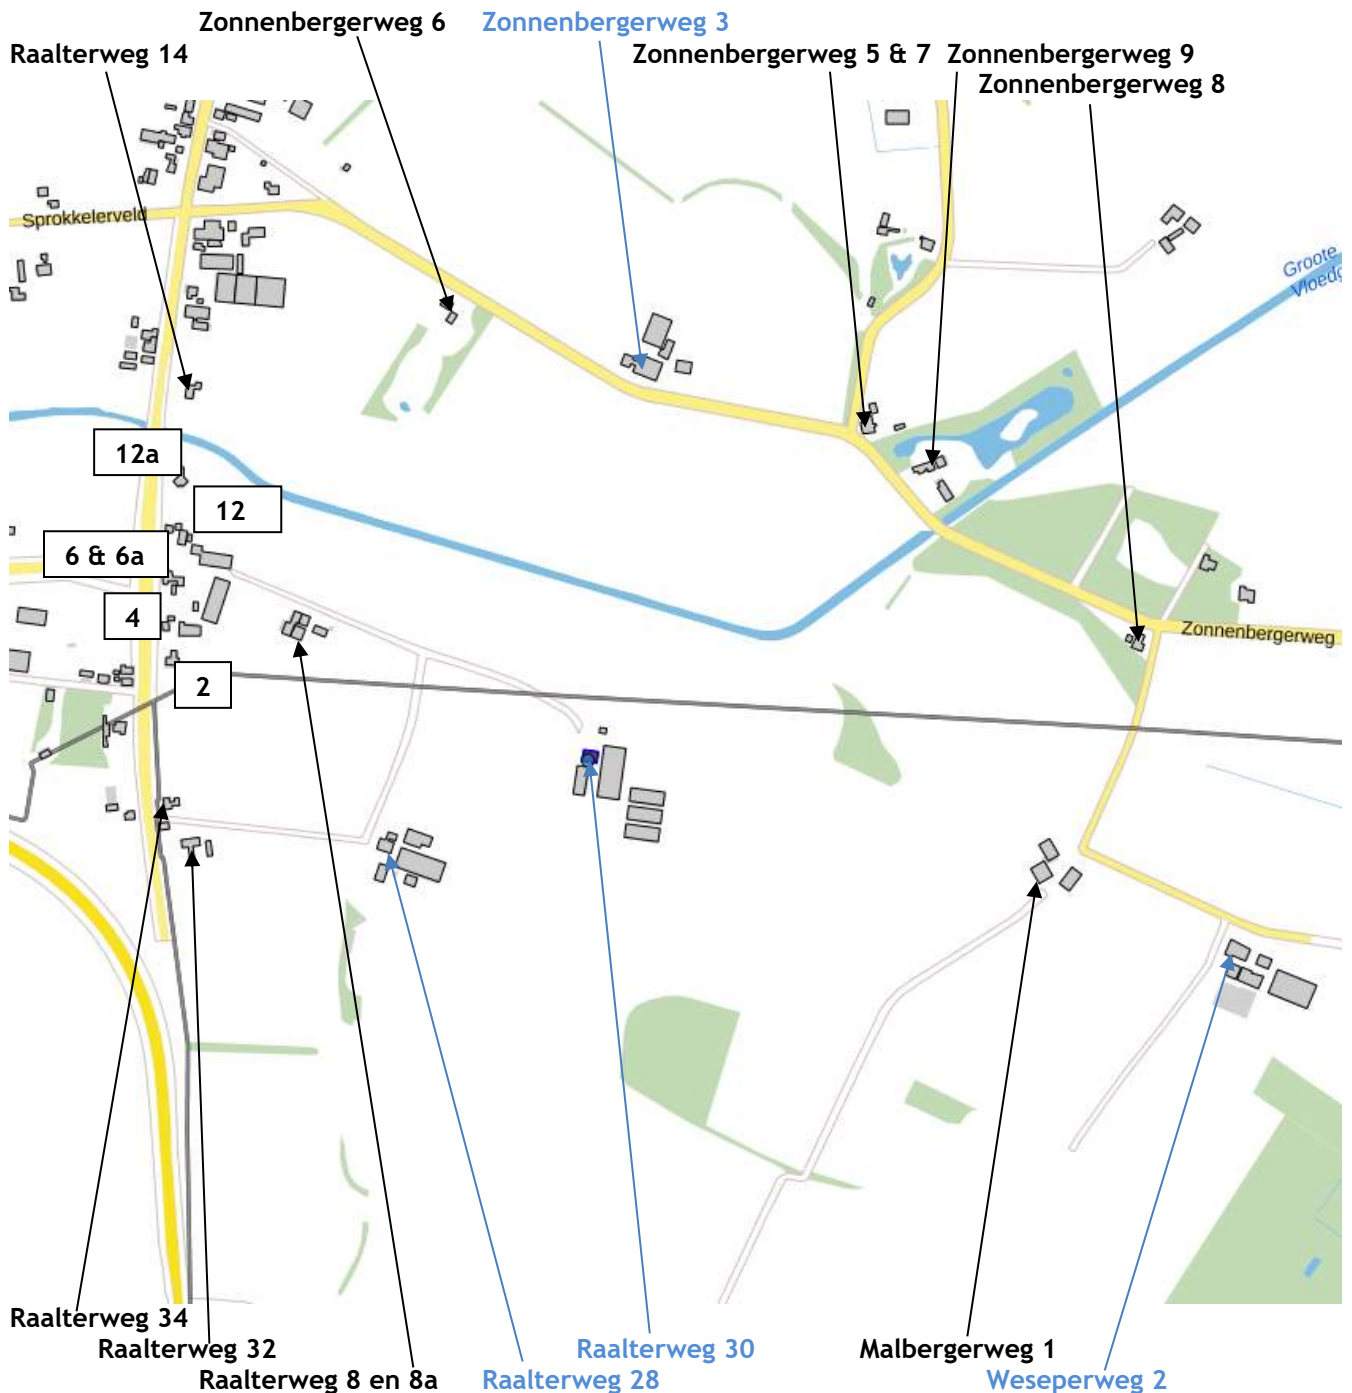 Zonnenbergerweg 6
Zonnenbergerweg 3
Raalterweg 14
Zonnenbergerweg 5 & 7
Zonnenbergerweg 9
Zonnenbergerweg 8
Sprokkelerveld
Groote
Vloedg
12a
12
6 & 6a
4
Zonnenbergerweg
2
Raalterweg 34
Raalterweg 32
Raalterweg 30
Malbergerweg 1
Raalterweg 8 en 8a
Raalterweg 28
Weseperweg 2